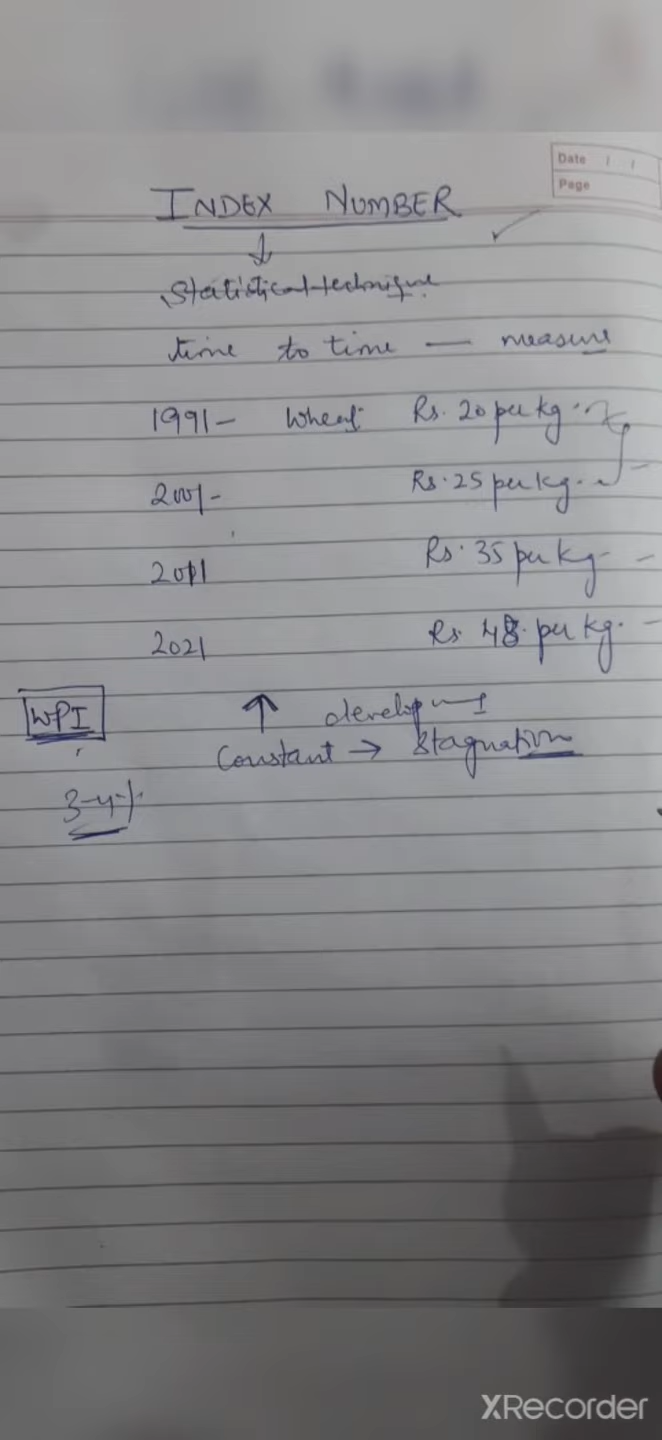 Date / /
Page
INDEX NUMBER
Statistical technique
time to time — measure
1991 - Wheat Rs. 20 per kg.
2001 - Rs. 25 per kg.
2011 Rs. 35 per kg -
2021 Rs. 48 per kg.
WPI ↑ 
Constant → Stagnation
3-4%
XRecorder